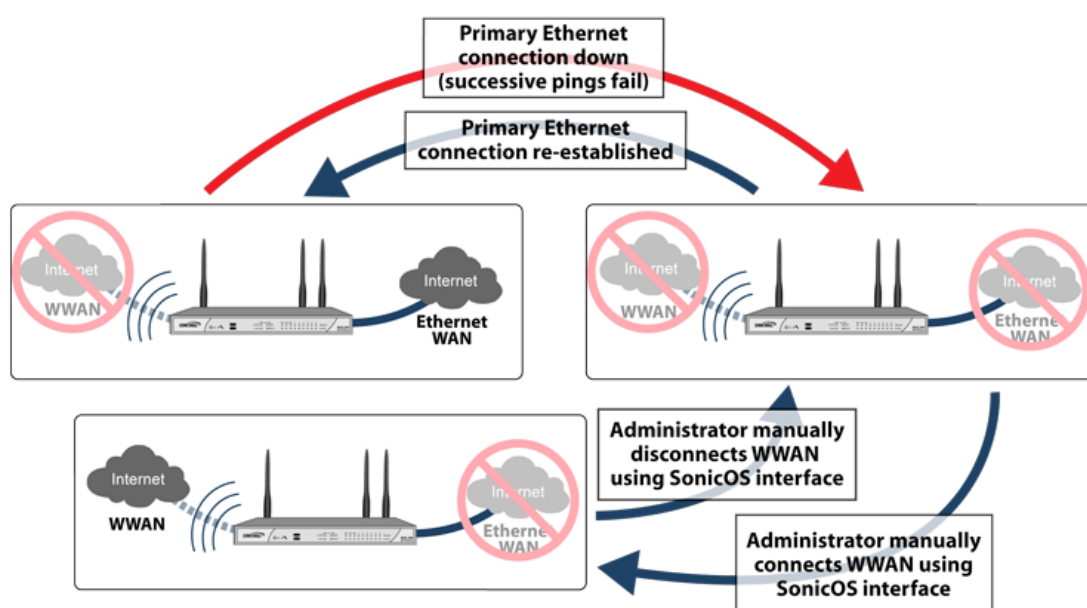 Primary Ethernet
connection down
(successive pings fail)
Primary Ethernet
connection re-established
Internet
WWAN
Internet
Ethernet
WAN
Internet
WWAN
Internet
Ethernet
WAN
Internet
WWAN
Internet
Ethernet
WAN
Administrator manually
disconnects WWAN
using SonicOS interface
Administrator manually
connects WWAN using
SonicOS interface